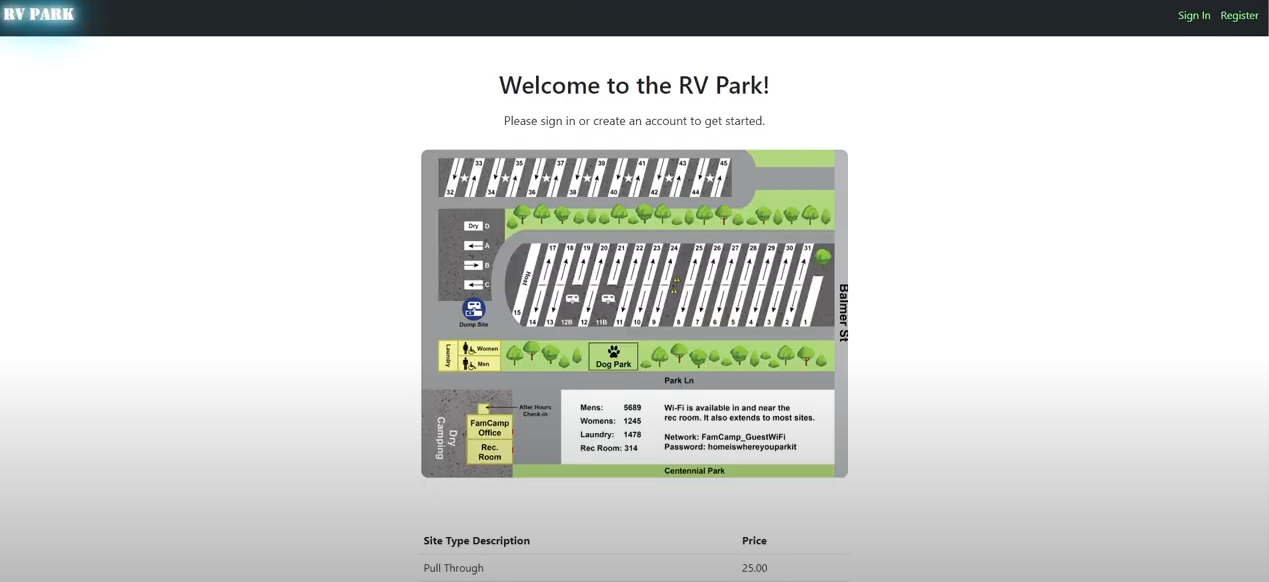 RV PARK
Sign In Register
Welcome to the RV Park!
Please sign in or create an account to get started.
33 35 37 39 41 43 45
32 34 36 38 40 42 44
Dry D
A
B
C
Dump Site
Host
17 18 19 20 21 22 23 24 25 26 27 28 29 30 31
15
14 13 12B 12 11B 11 10 9 8 7 6 5 4 3 2 1
Balmer St
Laundry
Women
Men
Dog Park
Park Ln
After Hours
Check-in
FamCamp
Office
Rec.
Room
Dry
Camping
Mens: 5689
Womens: 1245
Laundry: 1478
Rec Room: 314
Wi-Fi is available in and near the
rec room. It also extends to most sites.
Network: FamCamp_GuestWiFi
Password: homeiswhereyouparkit
Centennial Park
Site Type Description Price
Pull Through 25.00